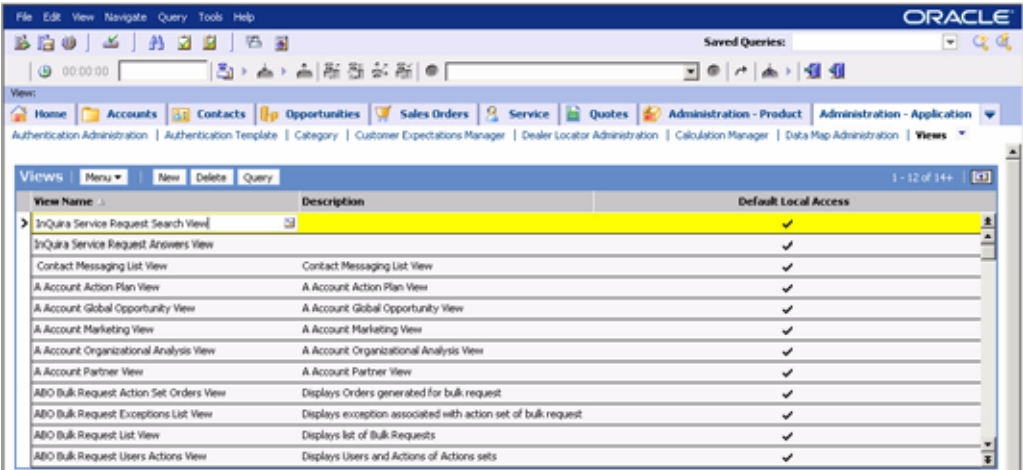 File Edit View Navigate Query Tools Help ORACLE
Saved Queries:
00:00:00
View:
Home Accounts Contacts Opportunities Sales Orders Service Quotes Administration - Product Administration - Application
Authentication Administration | Authentication Template | Category | Customer Expectations Manager | Dealer Locator Administration | Calculation Manager | Data Map Administration | Views
Views Menu New Delete Query 1 - 12 of 14+
View Name Description Default Local Access
InQuira Service Request Search View
InQuira Service Request Answers View
Contact Messaging List View Contact Messaging List View
A Account Action Plan View A Account Action Plan View
A Account Global Opportunity View A Account Global Opportunity View
A Account Marketing View A Account Marketing View
A Account Organizational Analysis View A Account Organizational Analysis View
A Account Partner View A Account Partner View
ABO Bulk Request Action Set Orders View Displays Orders generated for bulk request
ABO Bulk Request Exceptions List View Displays exception associated with action set of bulk request
ABO Bulk Request List View Displays list of Bulk Requests
ABO Bulk Request Users Actions View Displays Users and Actions of Actions sets